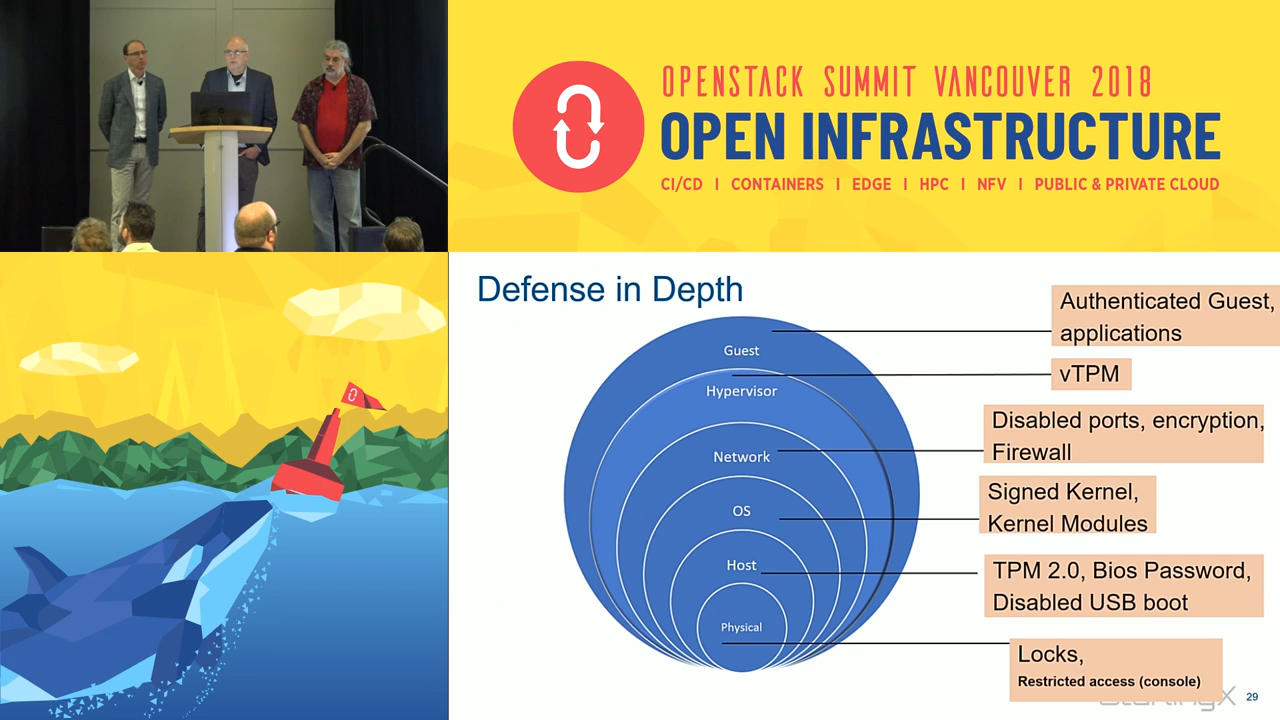 OPENSTACK SUMMIT VANCOUVER 2018
OPEN INFRASTRUCTURE
CI/CD I CONTAINERS I EDGE I HPC I NFV I PUBLIC & PRIVATE CLOUD
Defense in Depth
Guest
Hypervisor
Network
OS
Host
Physical
Authenticated Guest,
applications
vTPM
Disabled ports, encryption,
Firewall
Signed Kernel,
Kernel Modules
TPM 2.0, Bios Password,
Disabled USB boot
Locks,
Restricted access (console)
29